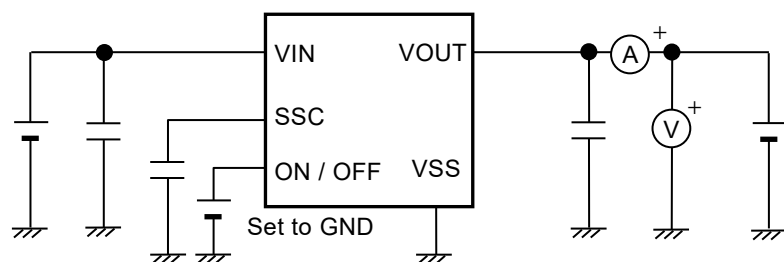 VIN VOUT A +
SSC V +
ON / OFF VSS
Set to GND